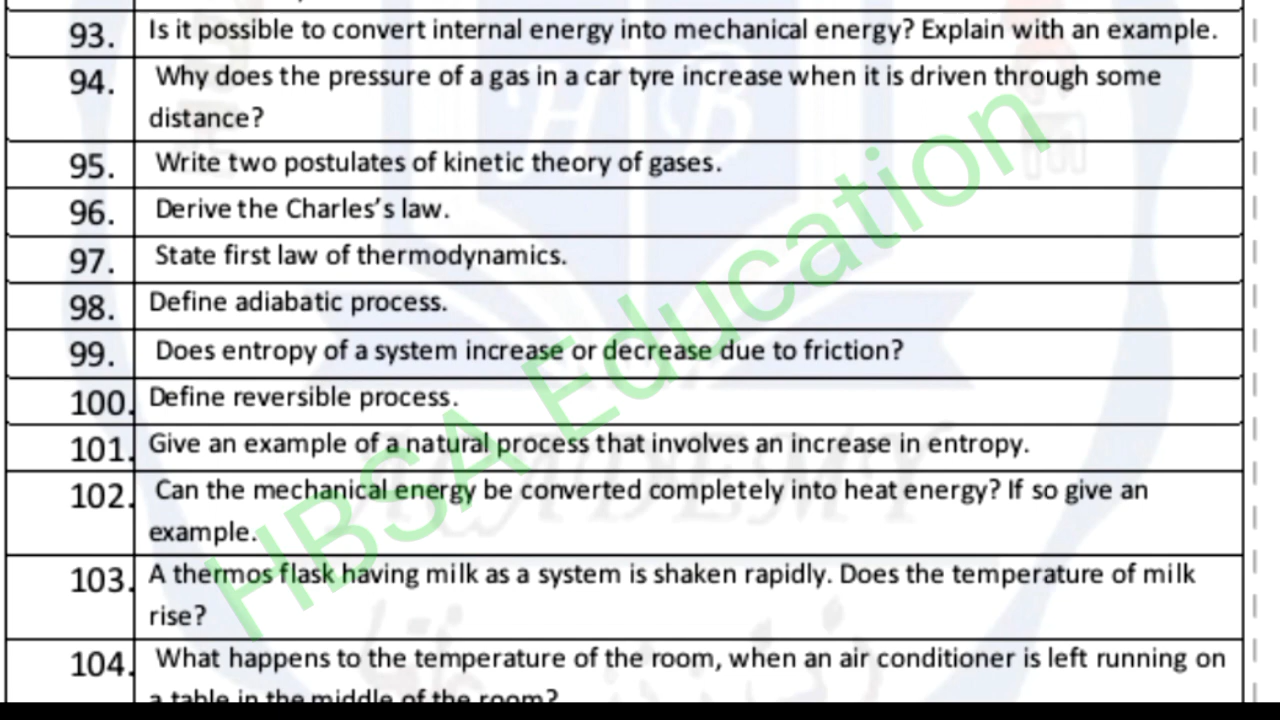 93. Is it possible to convert internal energy into mechanical energy? Explain with an example.
94. Why does the pressure of a gas in a car tyre increase when it is driven through some
distance?
95. Write two postulates of kinetic theory of gases.
96. Derive the Charles's law.
97. State first law of thermodynamics.
98. Define adiabatic process.
99. Does entropy of a system increase or decrease due to friction?
100. Define reversible process.
101. Give an example of a natural process that involves an increase in entropy.
102. Can the mechanical energy be converted completely into heat energy? If so give an
example.
103. A thermos flask having milk as a system is shaken rapidly. Does the temperature of milk
rise?
104. What happens to the temperature of the room, when an air conditioner is left running on
a table in the middle of the room?
HBSA Education